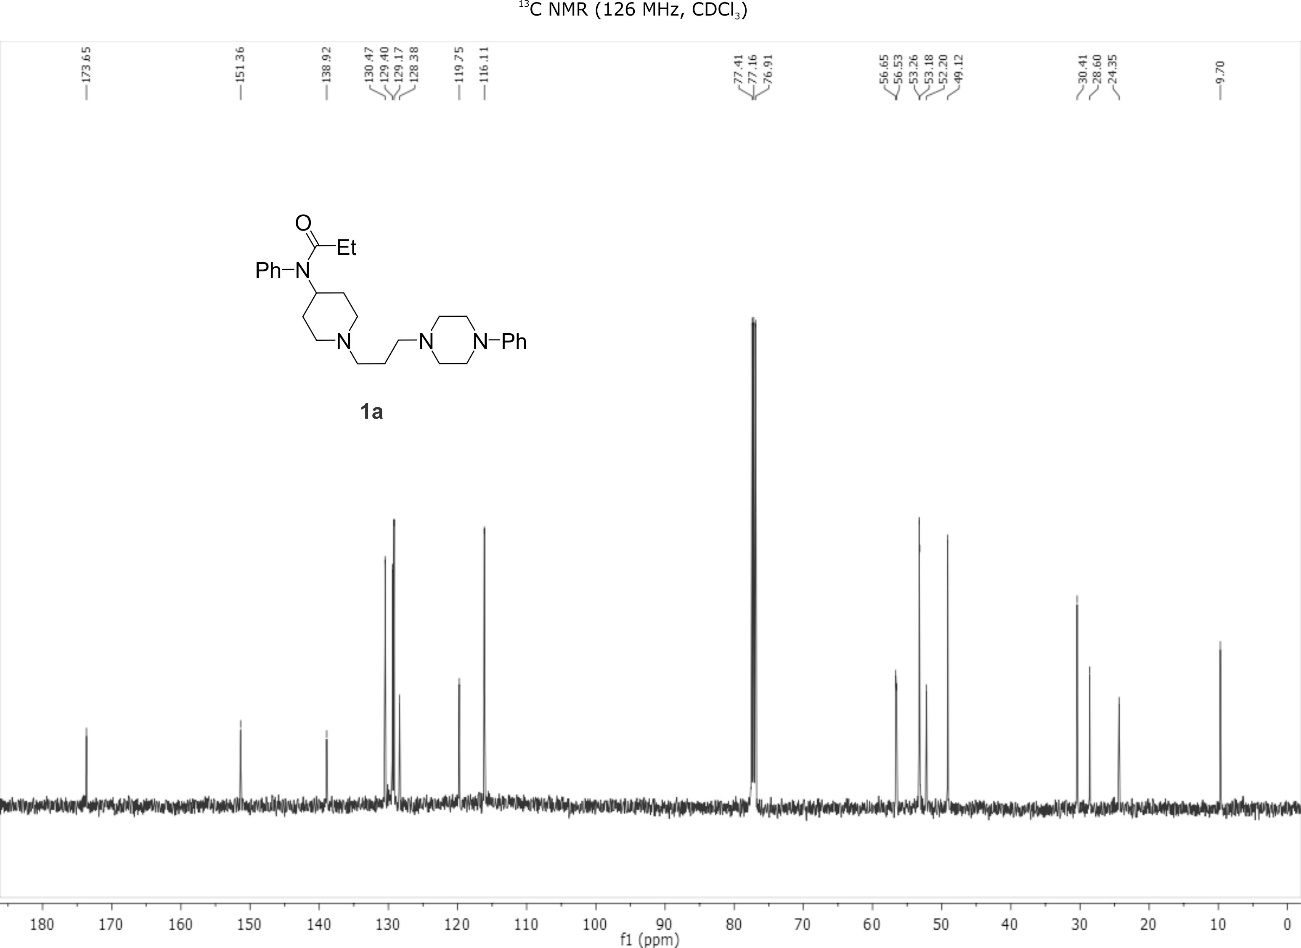 ¹³C NMR (126 MHz, CDCl₃)
173.65
151.36
138.92
130.47
129.40
129.17
128.38
119.75
116.11
77.41
77.16
76.91
56.65
56.53
53.26
53.18
52.20
49.12
30.41
28.60
24.35
9.70
O
Et
Ph N
N
N
N Ph
1a
180 170 160 150 140 130 120 110 100 90 80 70 60 50 40 30 20 10 0
f1 (ppm)